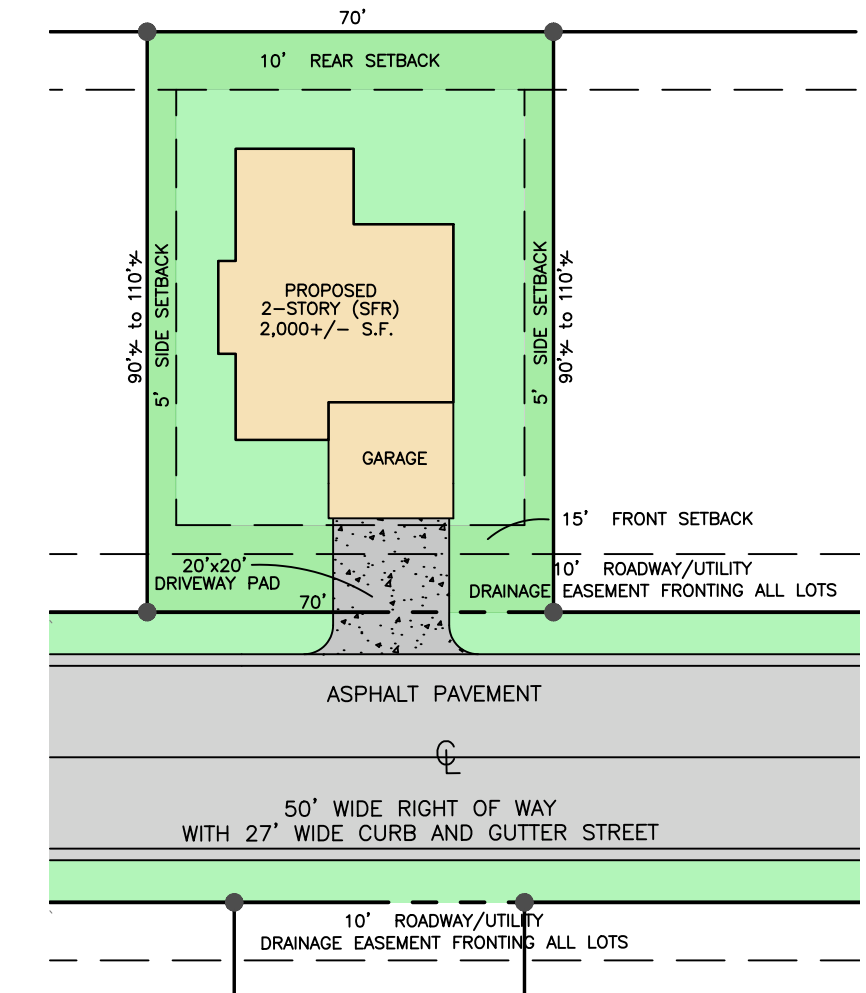 70'
10' REAR SETBACK
90'+/- to 110'+/-
5' SIDE SETBACK
5' SIDE SETBACK
90'+/- to 110'+/-
PROPOSED
2-STORY (SFR)
2,000+/- S.F.
GARAGE
15' FRONT SETBACK
20'x20'
DRIVEWAY PAD
10' ROADWAY/UTILITY
DRAINAGE EASEMENT FRONTING ALL LOTS
70'
ASPHALT PAVEMENT
CL
50' WIDE RIGHT OF WAY
WITH 27' WIDE CURB AND GUTTER STREET
10' ROADWAY/UTILITY
DRAINAGE EASEMENT FRONTING ALL LOTS